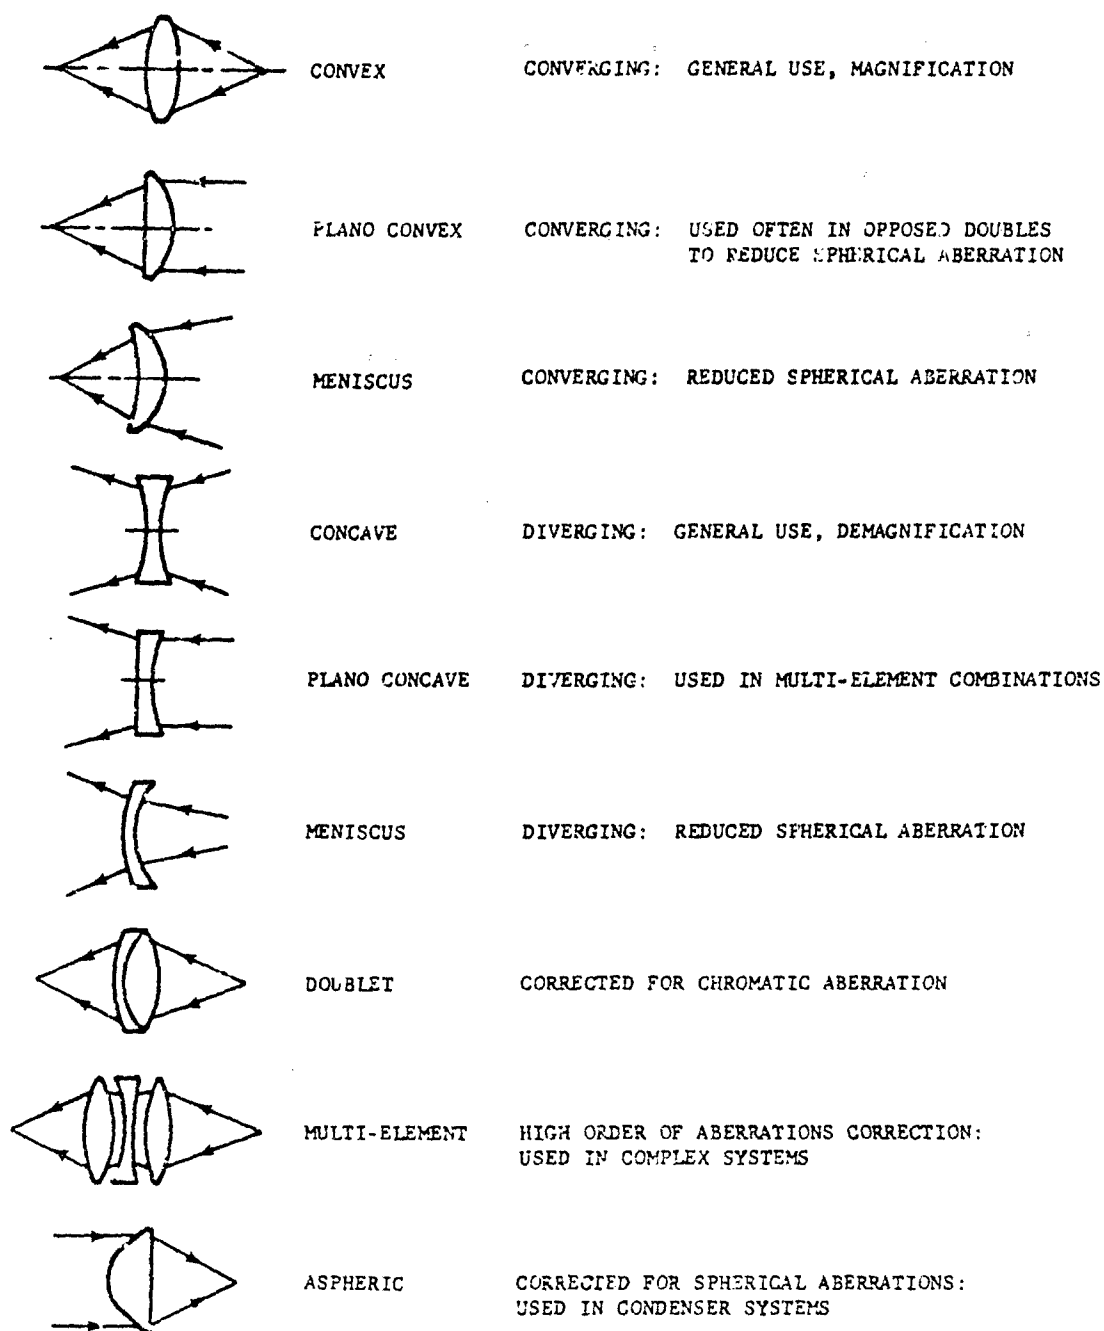 CONVEX CONVERGING: GENERAL USE, MAGNIFICATION
PLANO CONVEX CONVERGING: USED OFTEN IN OPPOSED DOUBLES
TO REDUCE SPHERICAL ABERRATION
MENISCUS CONVERGING: REDUCED SPHERICAL ABERRATION
CONCAVE DIVERGING: GENERAL USE, DEMAGNIFICATION
PLANO CONCAVE DIVERGING: USED IN MULTI-ELEMENT COMBINATIONS
MENISCUS DIVERGING: REDUCED SPHERICAL ABERRATION
DOUBLET CORRECTED FOR CHROMATIC ABERRATION
MULTI-ELEMENT HIGH ORDER OF ABERRATIONS CORRECTION:
USED IN COMPLEX SYSTEMS
ASPHERIC CORRECTED FOR SPHERICAL ABERRATIONS:
USED IN CONDENSER SYSTEMS